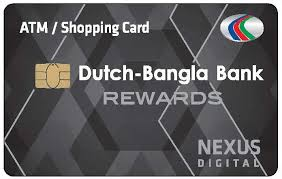 ATM / Shopping Card
Dutch-Bangla Bank
REWARDS
NEXUS
DIGITAL